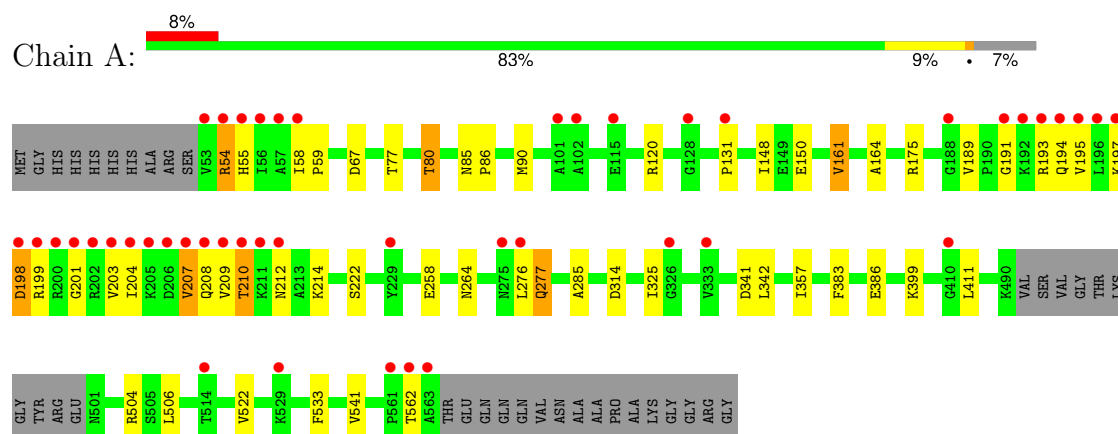 8%
Chain A:
83% 9% • 7%
MET GLY HIS HIS HIS HIS HIS HIS ALA ARG SER V53 R54 H55 I56 A57 I58 P59 D67 T77 T80 N85 P86 M90 A101 A102 E115 R120 G128 P131 I148 E149 E150 V161 A164 R175 G188 V189 P190 G191 K192 R193 Q194 V195 L196 K197
D198 R199 R200 G201 R202 V203 I204 K205 D206 V207 Q208 V209 T210 K211 N212 A213 K214 S222 Y229 E258 N264 N275 L276 Q277 A285 D314 I325 G326 V333 D341 L342 I357 F383 E386 K399 G410 L411 K490 VAL SER VAL GLY THR LYS
GLY TYR ARG GLU N501 R504 S505 L506 T514 V522 K529 F533 V541 P561 T562 A563 THR GLU GLN GLN GLN VAL ASN ALA ALA PRO ALA LYS GLY GLY ARG GLY